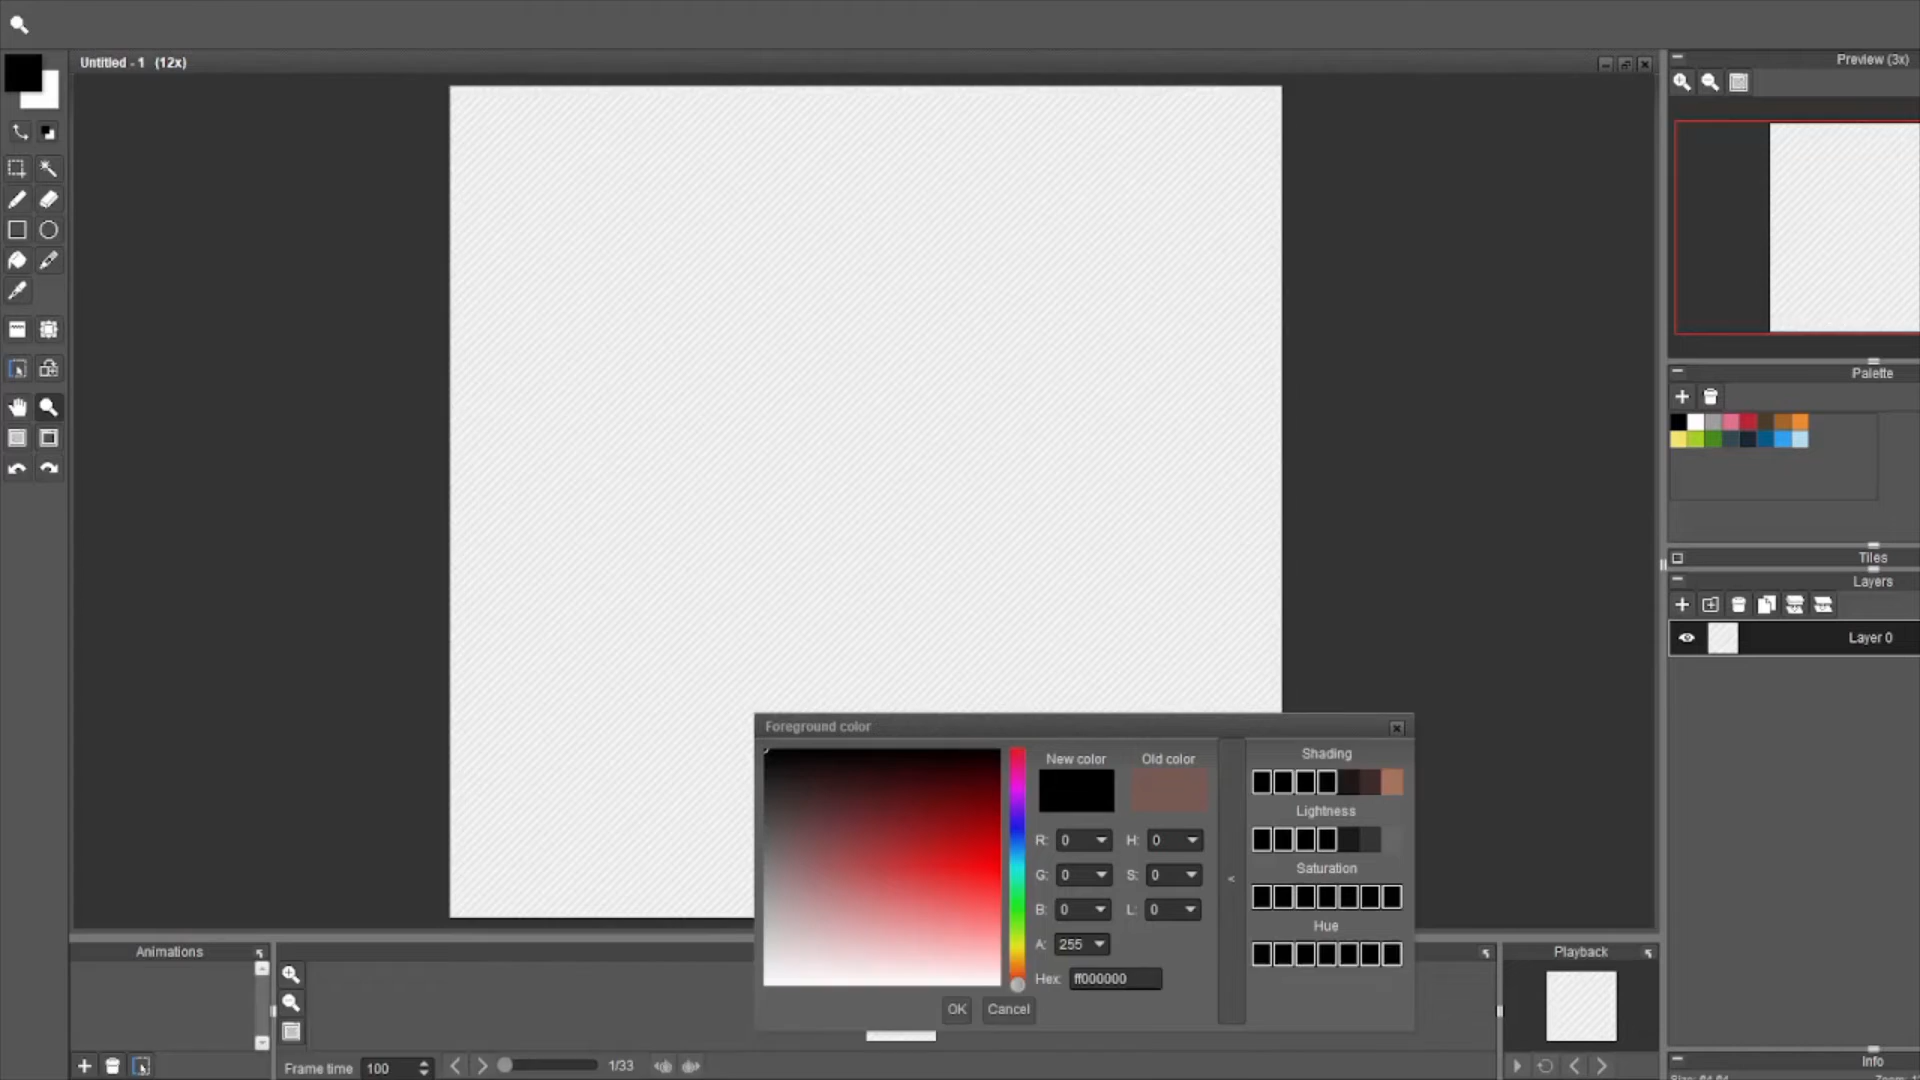 Untitled - 1 (12x)
Preview (3x)
Palette
Tiles
Layers
Layer 0
Foreground color
New color
Old color
Shading
R: 0
H: 0
Lightness
G: 0
S: 0
Saturation
B: 0
L: 0
Hue
A: 255
Hex: ff000000
<
OK
Cancel
Animations
Playback
Frame time 100
1/33
Info